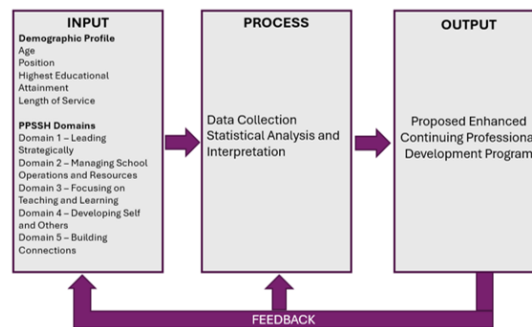 INPUT
Demographic Profile
Age
Position
Highest Educational
Attainment
Length of Service
PPSSH Domains
Domain 1 – Leading
Strategically
Domain 2 – Managing School
Operations and Resources
Domain 3 – Focusing on
Teaching and Learning
Domain 4 – Developing Self
and Others
Domain 5 – Building
Connections
PROCESS
Data Collection
Statistical Analysis and
Interpretation
OUTPUT
Proposed Enhanced
Continuing Professiona
Development Program
FEEDBACK